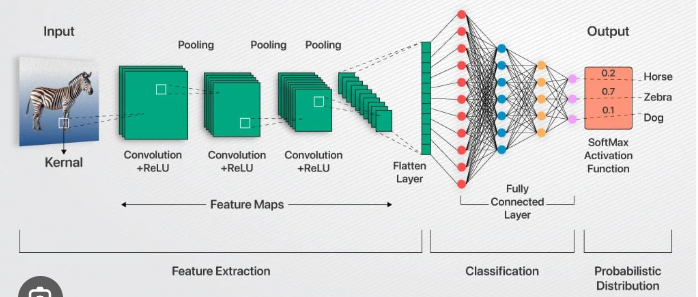 Input
Output
Pooling
Pooling
Pooling
Kernal
Convolution
+ReLU
Convolution
+ReLU
Convolution
+ReLU
Flatten
Layer
Feature Maps
Fully
Connected
Layer
0.2
0.7
0.1
Horse
Zebra
Dog
SoftMax
Activation
Function
Feature Extraction
Classification
Probabilistic
Distribution